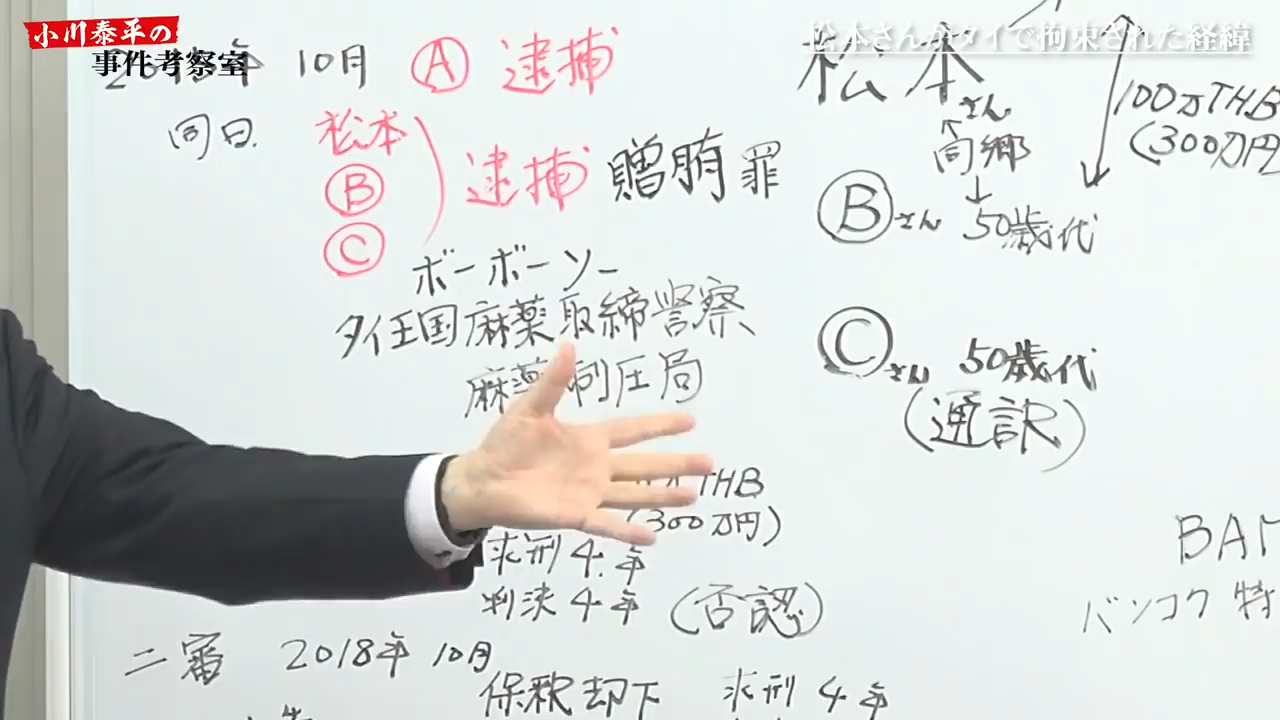 小川泰平の
事件考察室
松本さんがタイで拘束された経緯
年 10月 Ⓐ 逮捕
同日 松本
Ⓑ
Ⓒ
逮捕 贈賄罪
ボーボーソー
タイ王国麻薬取締警察
麻薬制圧局
THB
(300万円)
求刑 4年
判決 4年 (否認)
二審 2018年 10月
保釈却下 求刑 4年
松本さん
同郷
100万THB
(300万円
Ⓑさん 50歳代
Ⓒさん 50歳代
(通訳)
バンコク 特